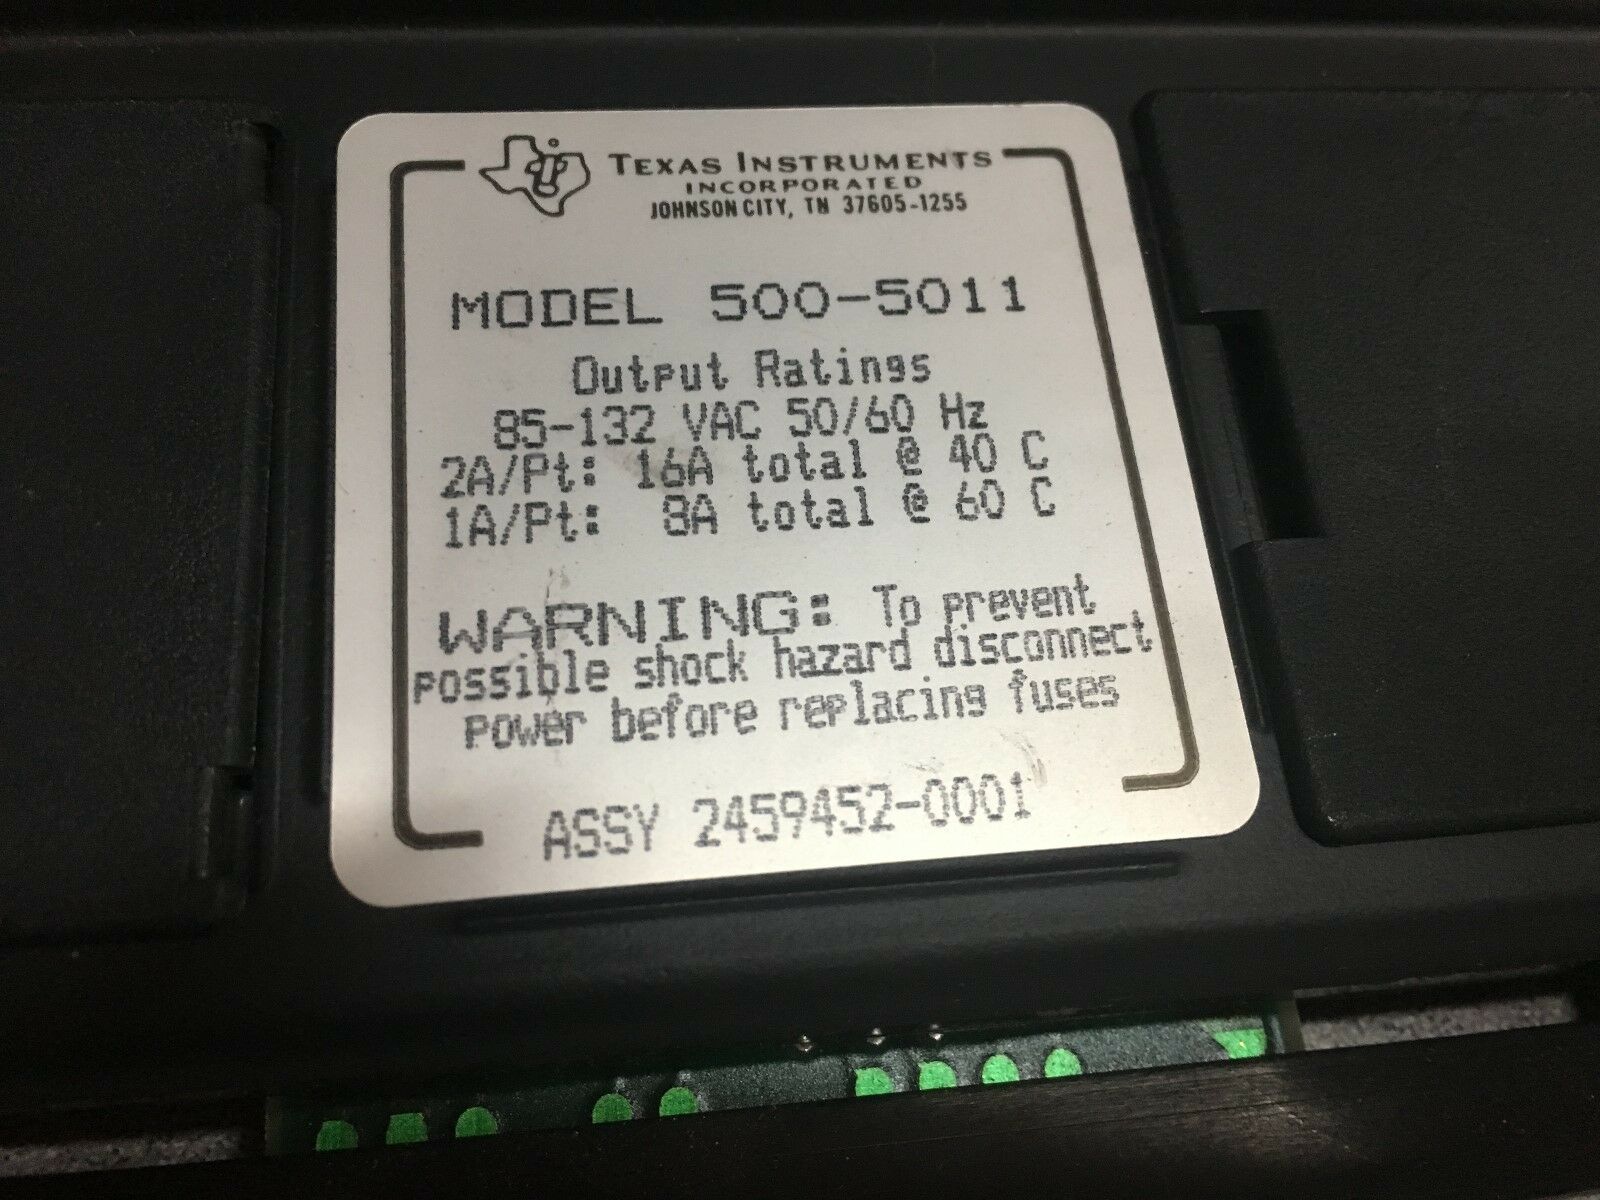 TEXAS INSTRUMENTS
INCORPORATED
JOHNSON CITY, TN 37605-1255
MODEL 500-5011
Output Ratings
85-132 VAC 50/60 Hz
2A/Pt: 16A total @ 40 C
1A/Pt: 8A total @ 60 C
WARNING: To prevent
possible shock hazard disconnect
power before replacing fuses
ASSY 2459452-0001